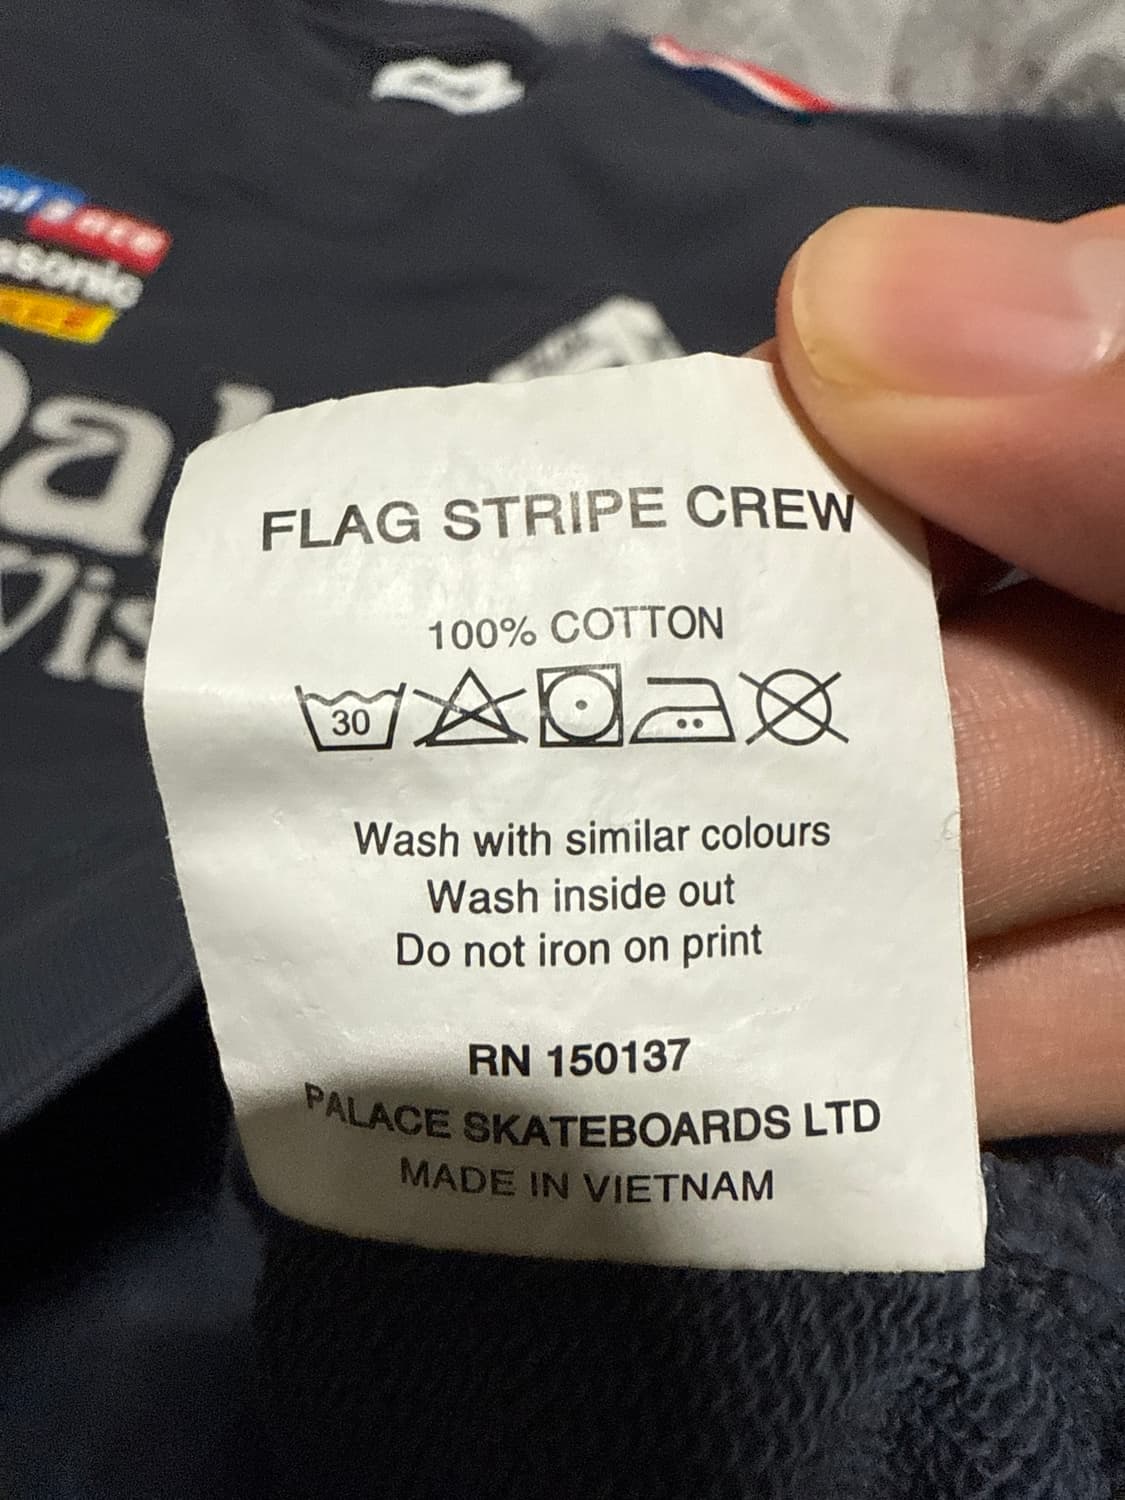 FLAG STRIPE CREW
100% COTTON
30
Wash with similar colours
Wash inside out
Do not iron on print
RN 150137
PALACE SKATEBOARDS LTD
MADE IN VIETNAM